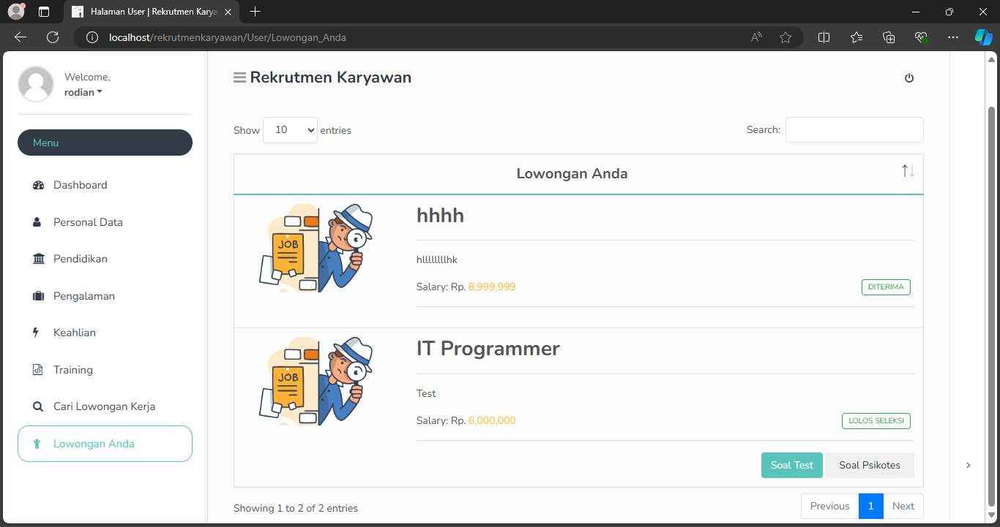 Halaman User | Rekrutmen Karya
localhost/rekrutmenkaryawan/User/Lowongan_Anda
Welcome,
rodian
Menu
Dashboard
Personal Data
Pendidikan
Pengalaman
Keahlian
Training
Cari Lowongan Kerja
Lowongan Anda
Rekrutmen Karyawan
Show 10 entries
Search:
Lowongan Anda
JOB
hhhh
hlllllllllhk
Salary: Rp. 8,999,999
DITERIMA
JOB
IT Programmer
Test
Salary: Rp. 6,000,000
LOLOS SELEKSI
Soal Test
Soal Psikotes
Showing 1 to 2 of 2 entries
Previous 1 Next